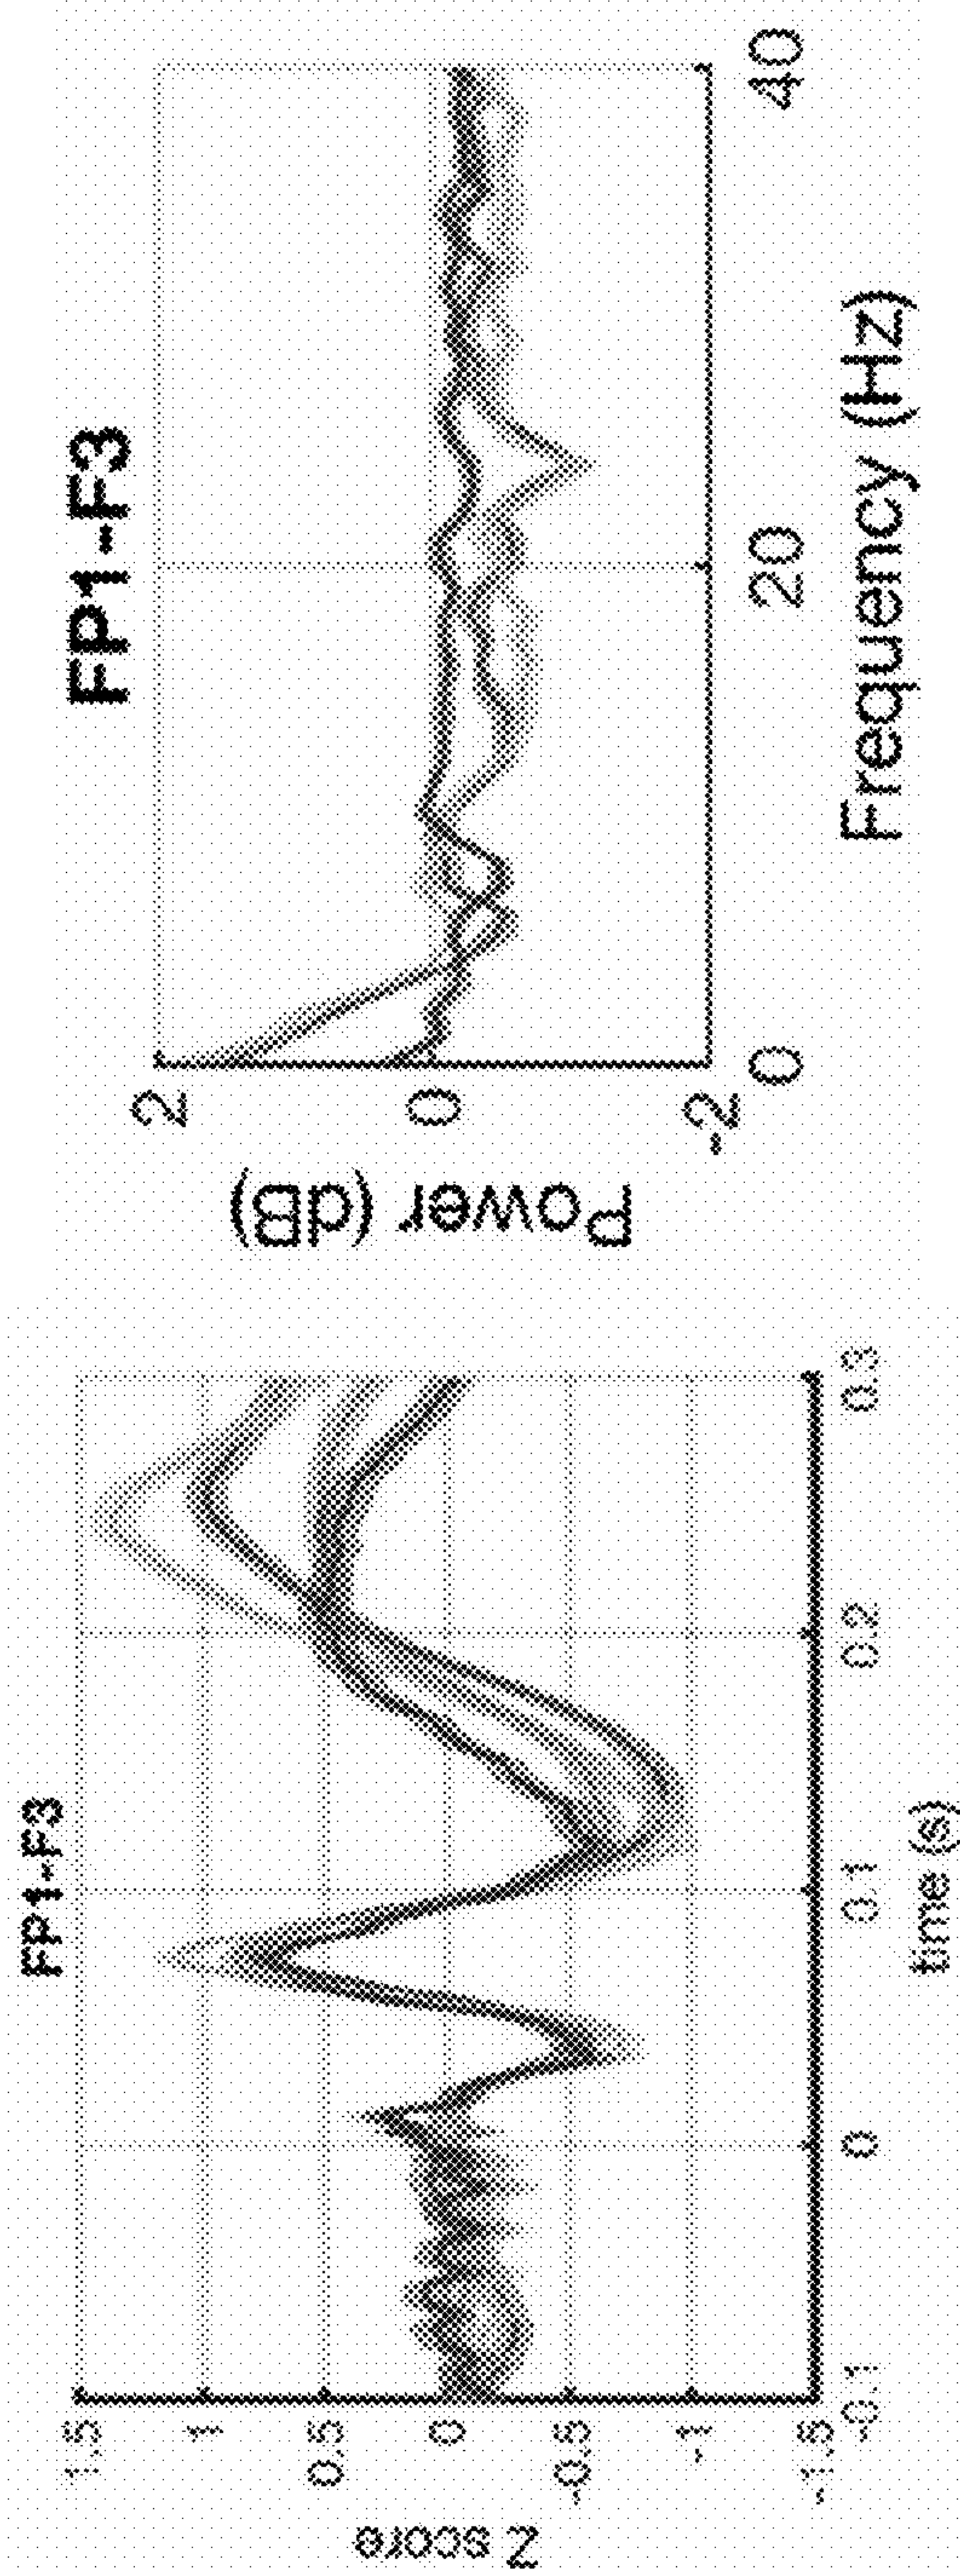 FP1-F3
Z score
1.5
1
0.5
0
-0.5
-1
-1.5
-0.1 0 0.1 0.2 0.3
time (s)
FP1-F3
Power (dB)
2
0
-2
0 20 40
Frequency (Hz)